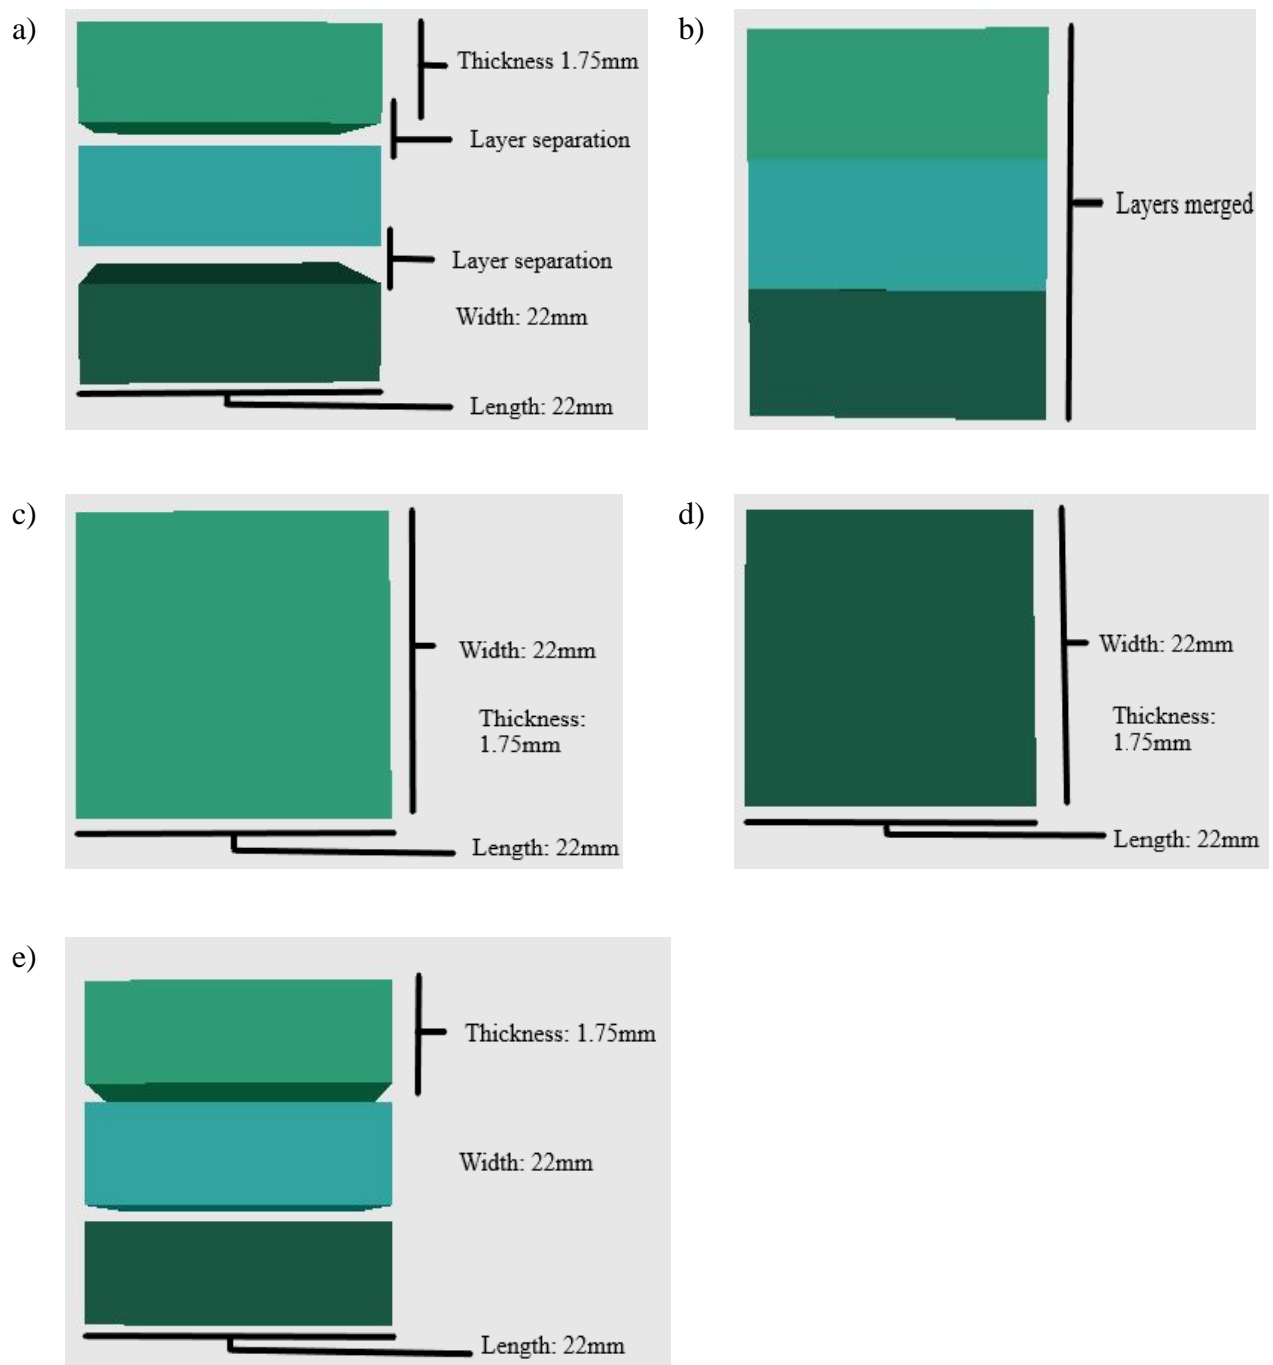 a)
Thickness 1.75mm
Layer separation
Layer separation
Width: 22mm
Length: 22mm
b)
Layers merged
c)
Width: 22mm
Thickness:
1.75mm
Length: 22mm
d)
Width: 22mm
Thickness:
1.75mm
Length: 22mm
e)
Thickness: 1.75mm
Width: 22mm
Length: 22mm